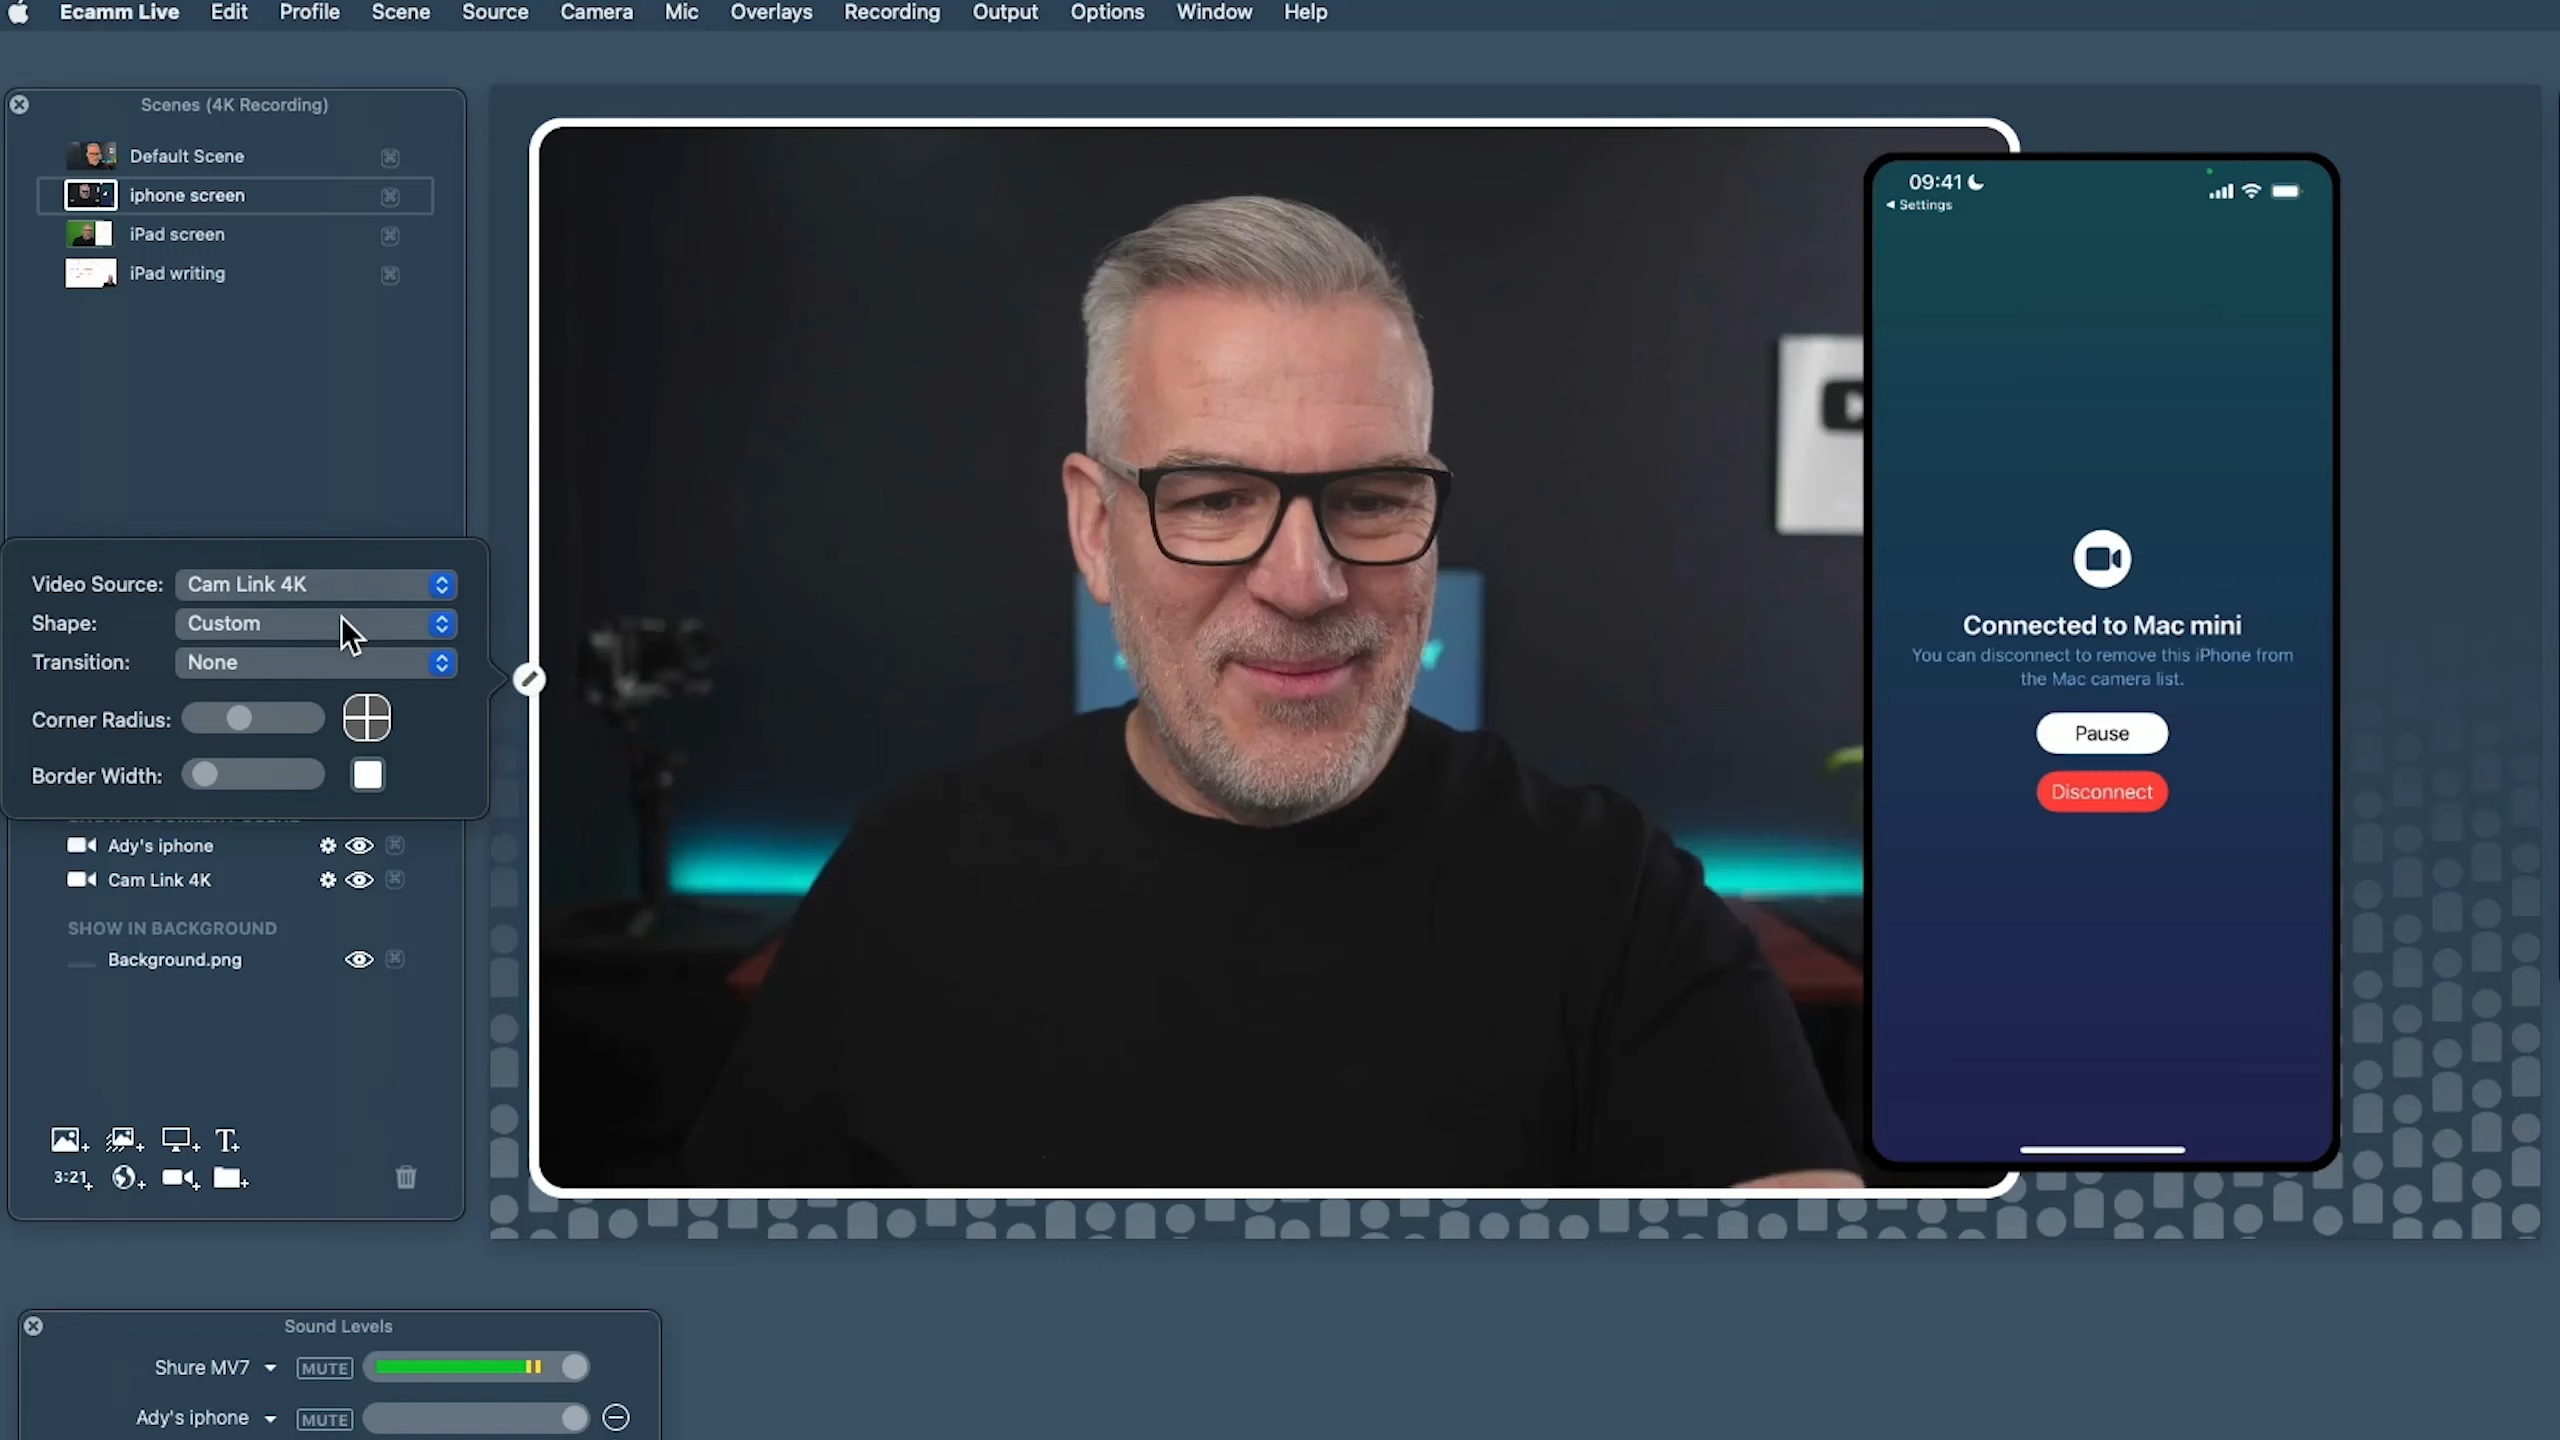 Ecamm Live Edit Profile Scene Source Camera Mic Overlays Recording Output Options Window Help
Scenes (4K Recording)
Default Scene
iphone screen
iPad screen
iPad writing
Video Source: Cam Link 4K
Shape: Custom
Transition: None
Corner Radius:
Border Width:
Ady's iphone
Cam Link 4K
SHOW IN BACKGROUND
Background.png
3:21
Sound Levels
Shure MV7 MUTE
Ady's iphone MUTE
09:41
Settings
Connected to Mac mini
You can disconnect to remove this iPhone from
the Mac camera list.
Pause
Disconnect